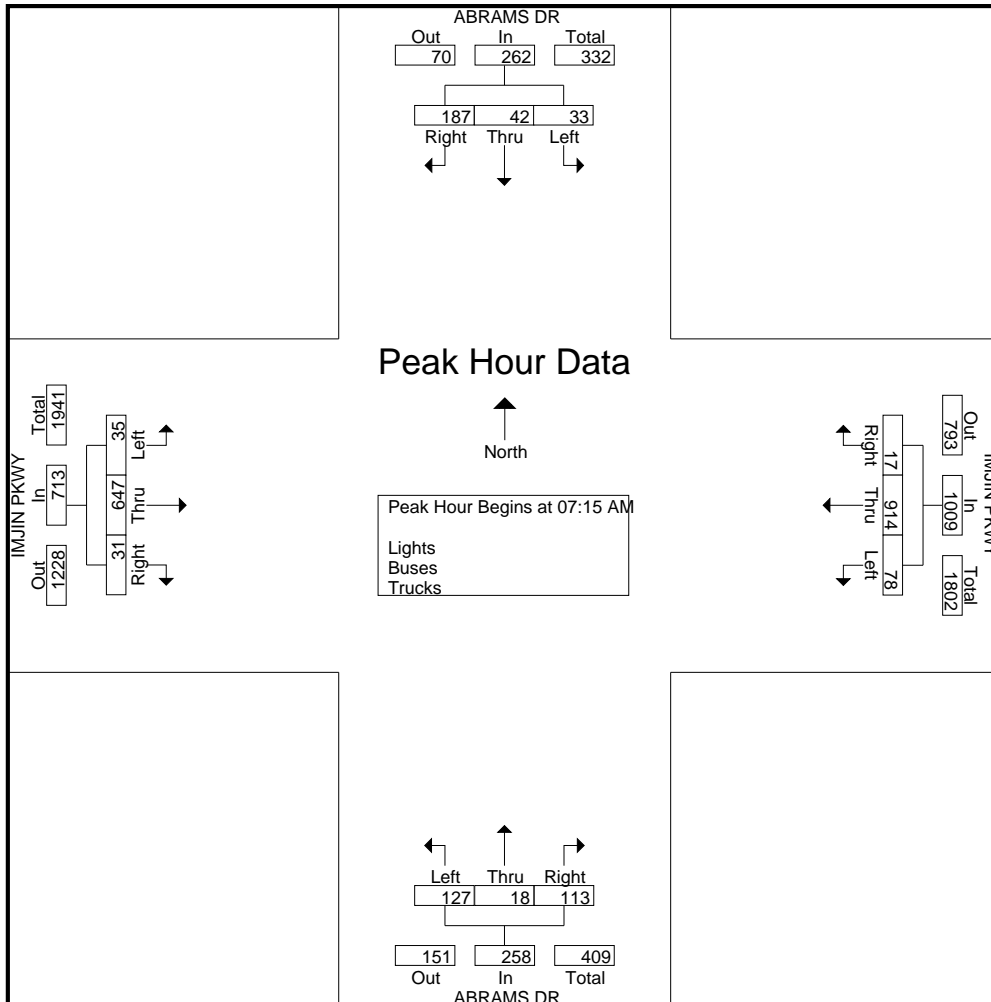 ABRAMS DR
Out In Total
70 262 332
187 42 33
Right Thru Left
Peak Hour Data
North
Peak Hour Begins at 07:15 AM
Lights
Buses
Trucks
IMJIN PKWY
Total In Out
1941 713 1228
35 647 31
Left Thru Right
Right Thru Left
17 914 78
Out In Total
793 1009 1802
IMJIN PKWY
Left Thru Right
127 18 113
151 258 409
Out In Total
ABRAMS DR